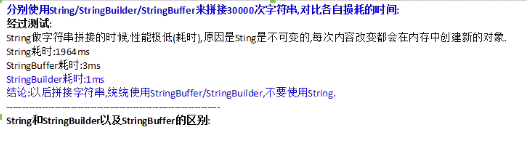 分别使用String/StringBuilder/StringBuffer来拼接30000次字符串,对比各自损耗的时间:
经过测试:
String做字符串拼接的时候,性能极低(耗时),原因是Sting是不可变的,每次内容改变都会在内存中创建新的对象.
String耗时:1964ms
StringBuffer耗时:3ms
StringBuilder耗时:1ms
结论:以后拼接字符串,统统使用StringBuffer/StringBuilder,不要使用String.
------------------------------------------------------------
String和StringBuilder以及StringBuffer的区别: